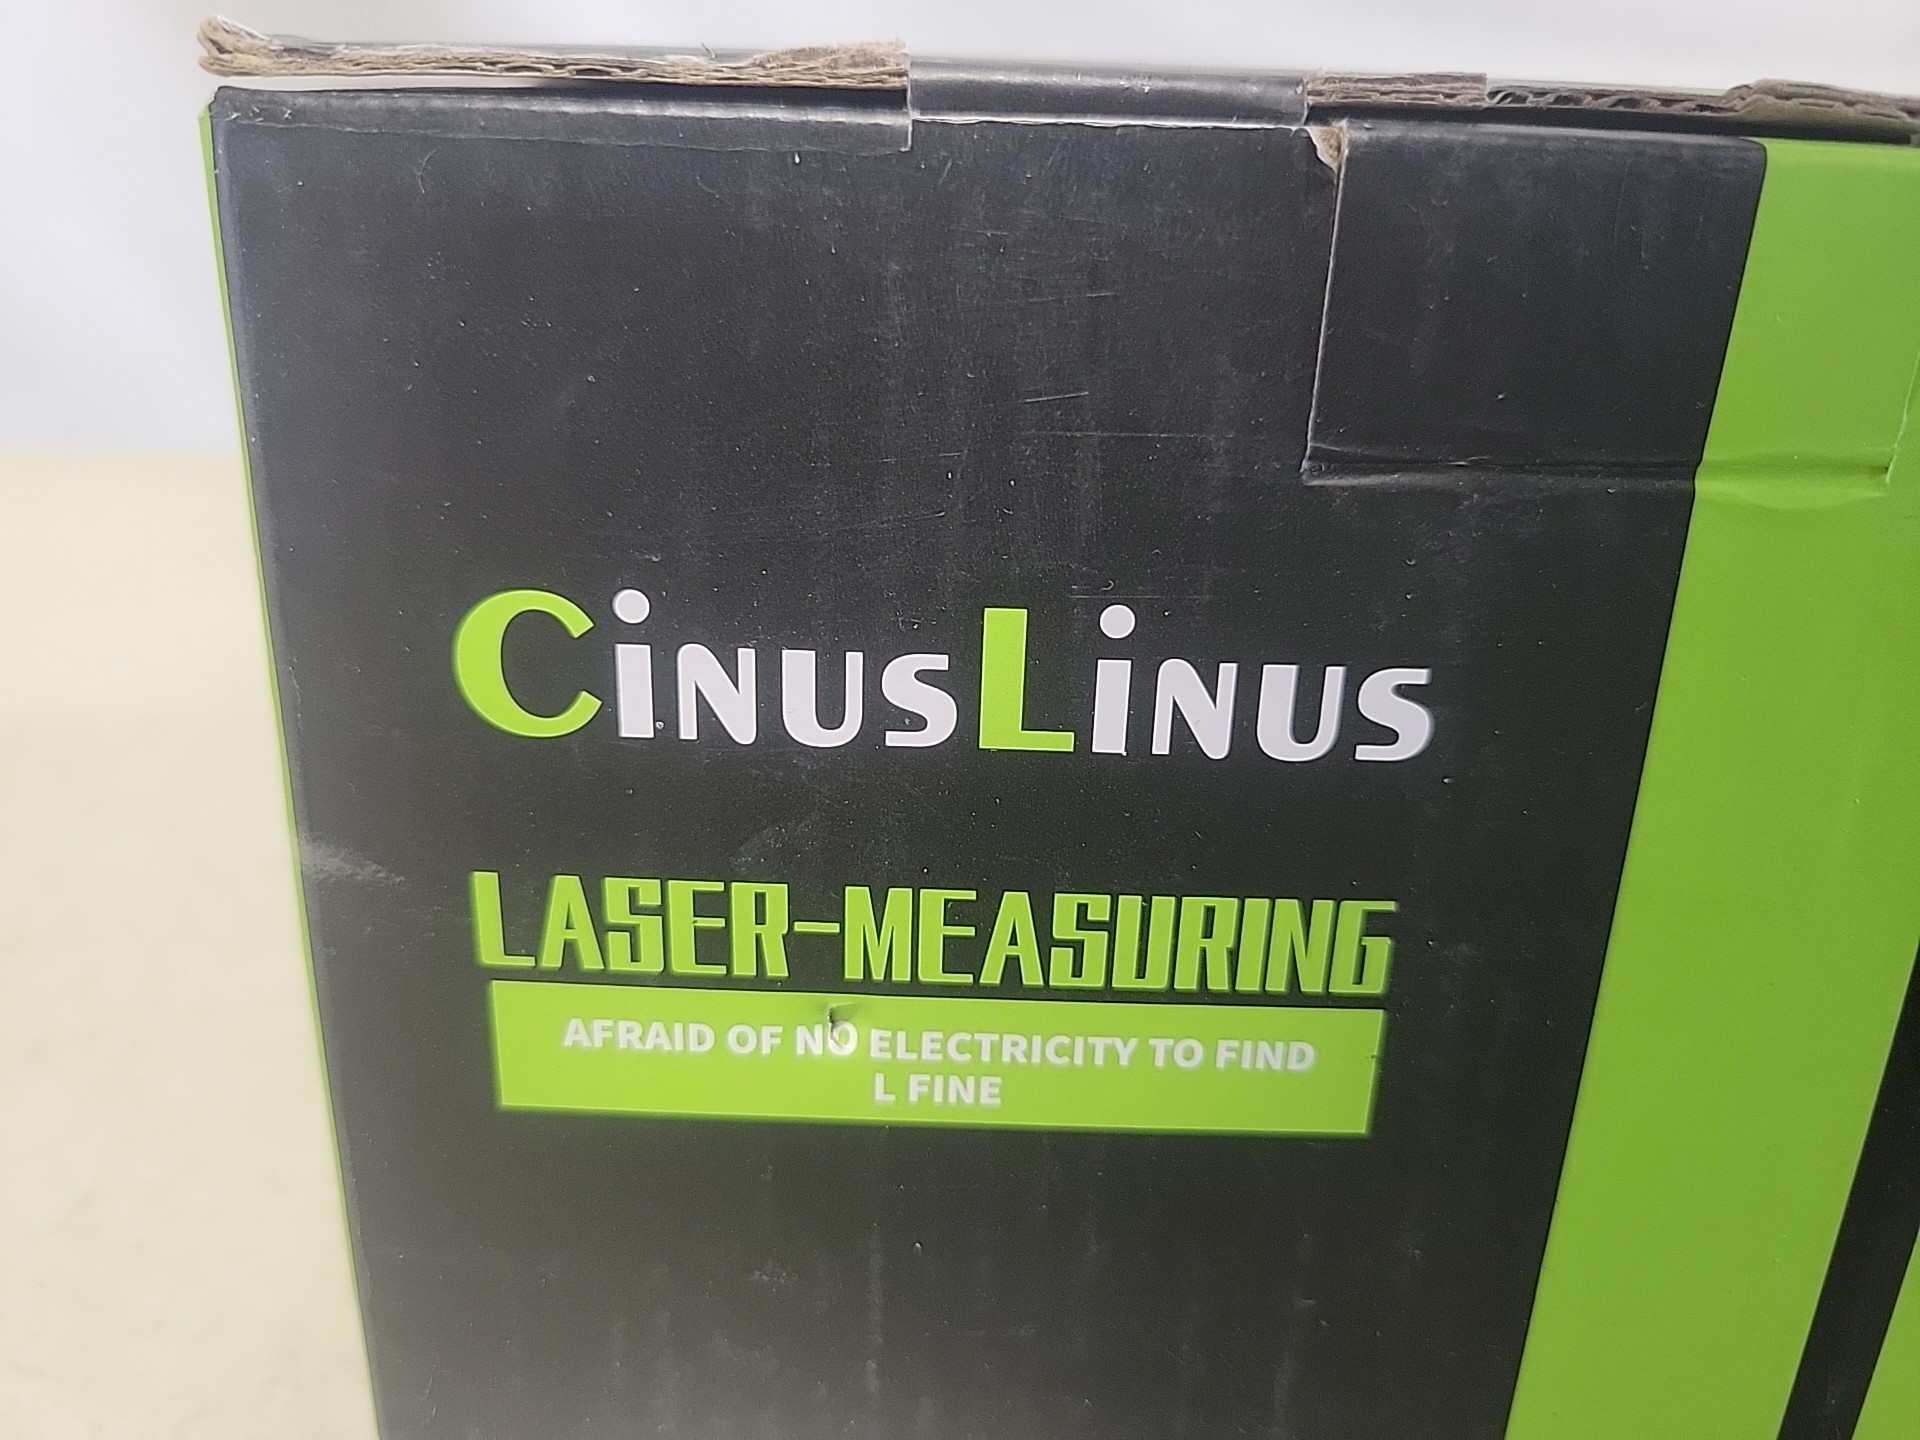 CinusLinus
LASER-MEASURING
AFRAID OF NO ELECTRICITY TO FIND
L FINE